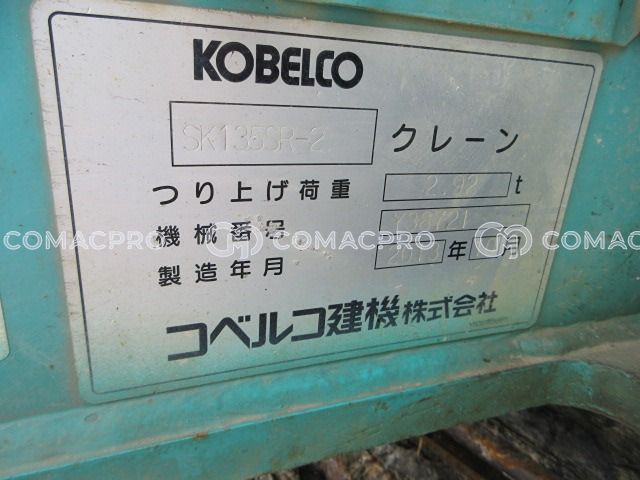 KOBELCO
SK135SR-2 クレーン
つり上げ荷重 2.92 t
機械番号
製造年月 年 月
コベルコ建機株式会社
COMACPRO COMACPRO COMACPRO